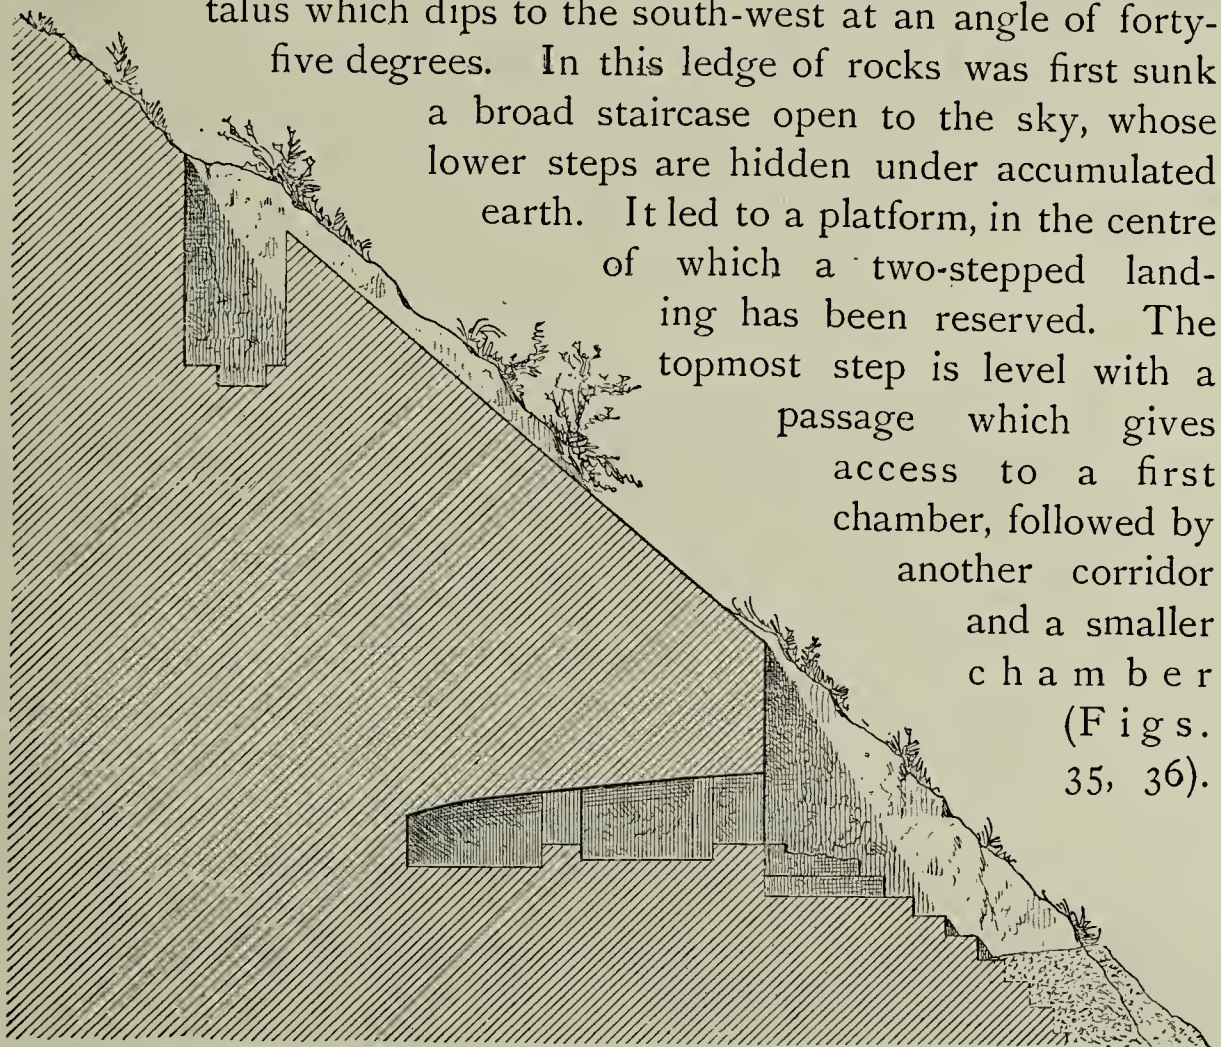 talus which dips to the south-west at an angle of forty-
five degrees. In this ledge of rocks was first sunk
a broad staircase open to the sky, whose
lower steps are hidden under accumulated
earth. It led to a platform, in the centre
of which a two-stepped land-
ing has been reserved. The
topmost step is level with a
passage which gives
access to a first
chamber, followed by
another corridor
and a smaller
chamber
(Figs.
35, 36).